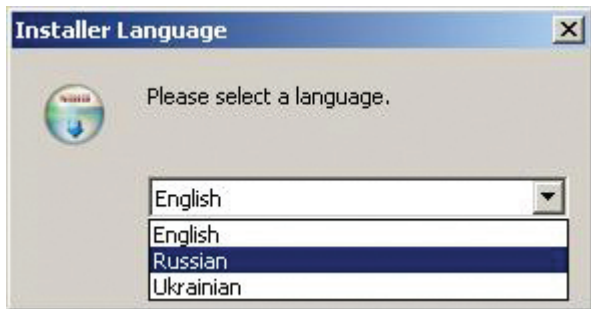 Installer Language
Please select a language.
English
English
Russian
Ukrainian